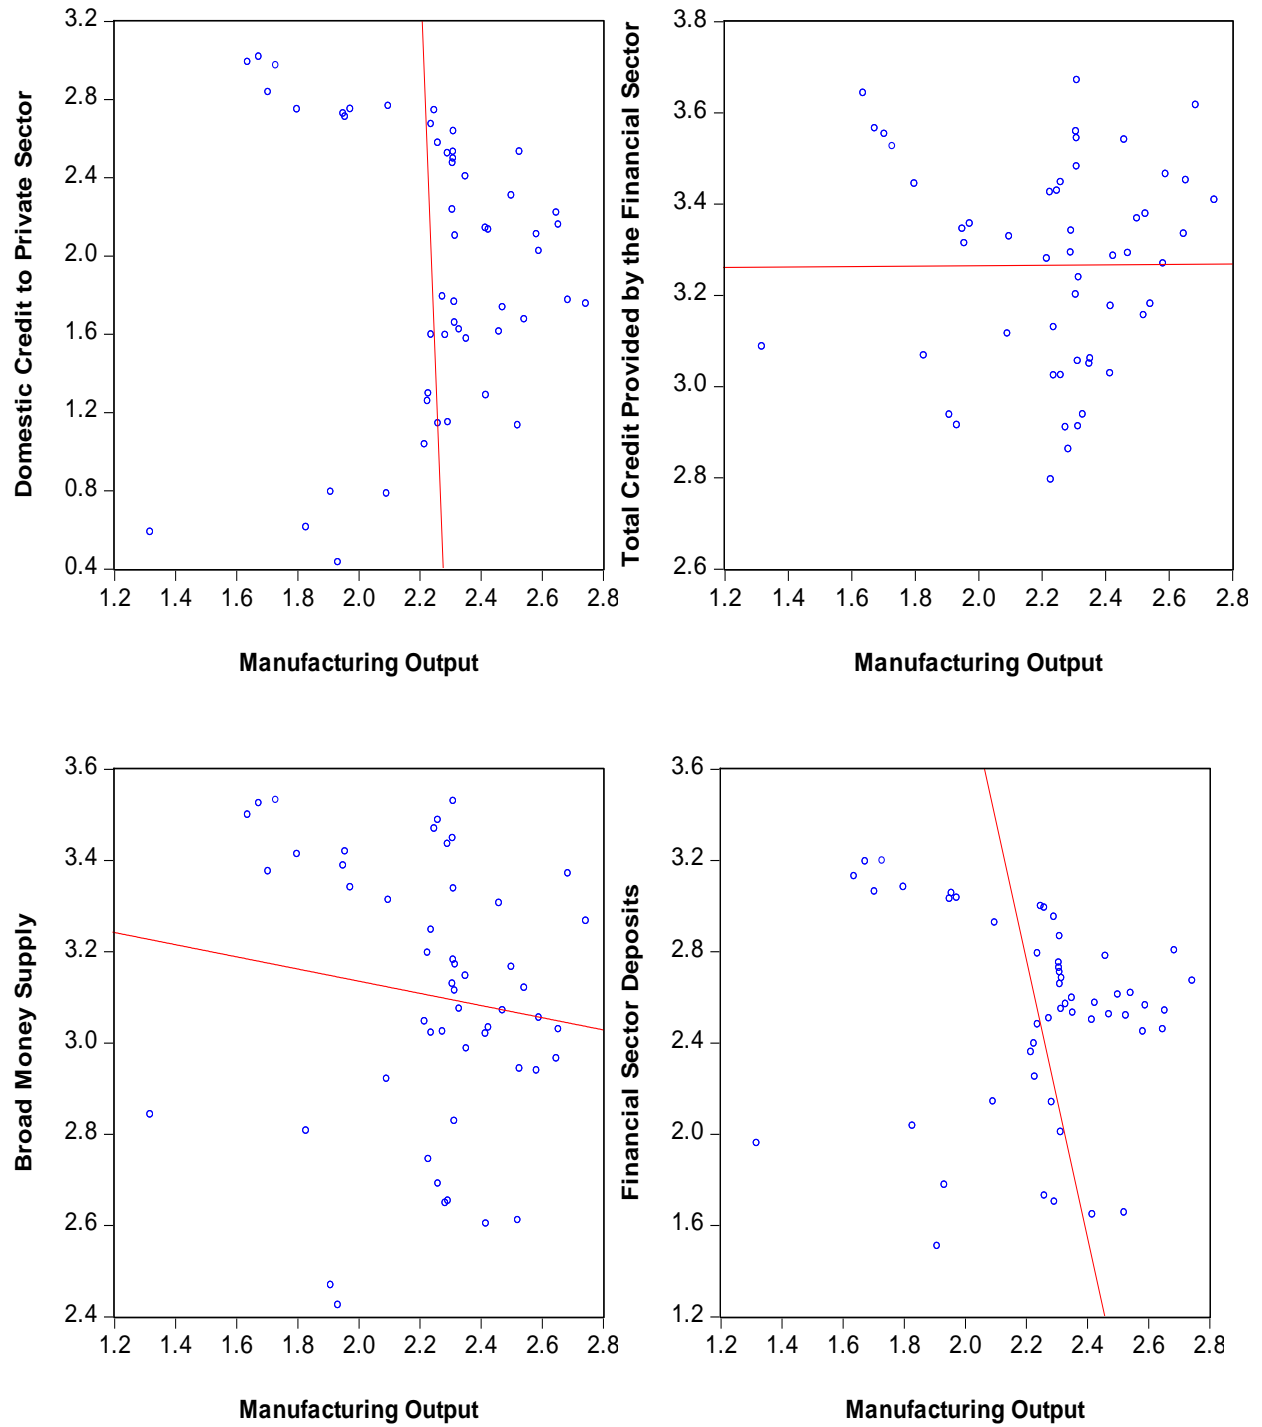 Domestic Credit to Private Sector
3.2
2.8
2.4
2.0
1.6
1.2
0.8
0.4
1.2 1.4 1.6 1.8 2.0 2.2 2.4 2.6 2.8
Manufacturing Output
Total Credit Provided by the Financial Sector
3.8
3.6
3.4
3.2
3.0
2.8
2.6
1.2 1.4 1.6 1.8 2.0 2.2 2.4 2.6 2.8
Manufacturing Output
Broad Money Supply
3.6
3.4
3.2
3.0
2.8
2.6
2.4
1.2 1.4 1.6 1.8 2.0 2.2 2.4 2.6 2.8
Manufacturing Output
Financial Sector Deposits
3.6
3.2
2.8
2.4
2.0
1.6
1.2
1.2 1.4 1.6 1.8 2.0 2.2 2.4 2.6 2.8
Manufacturing Output